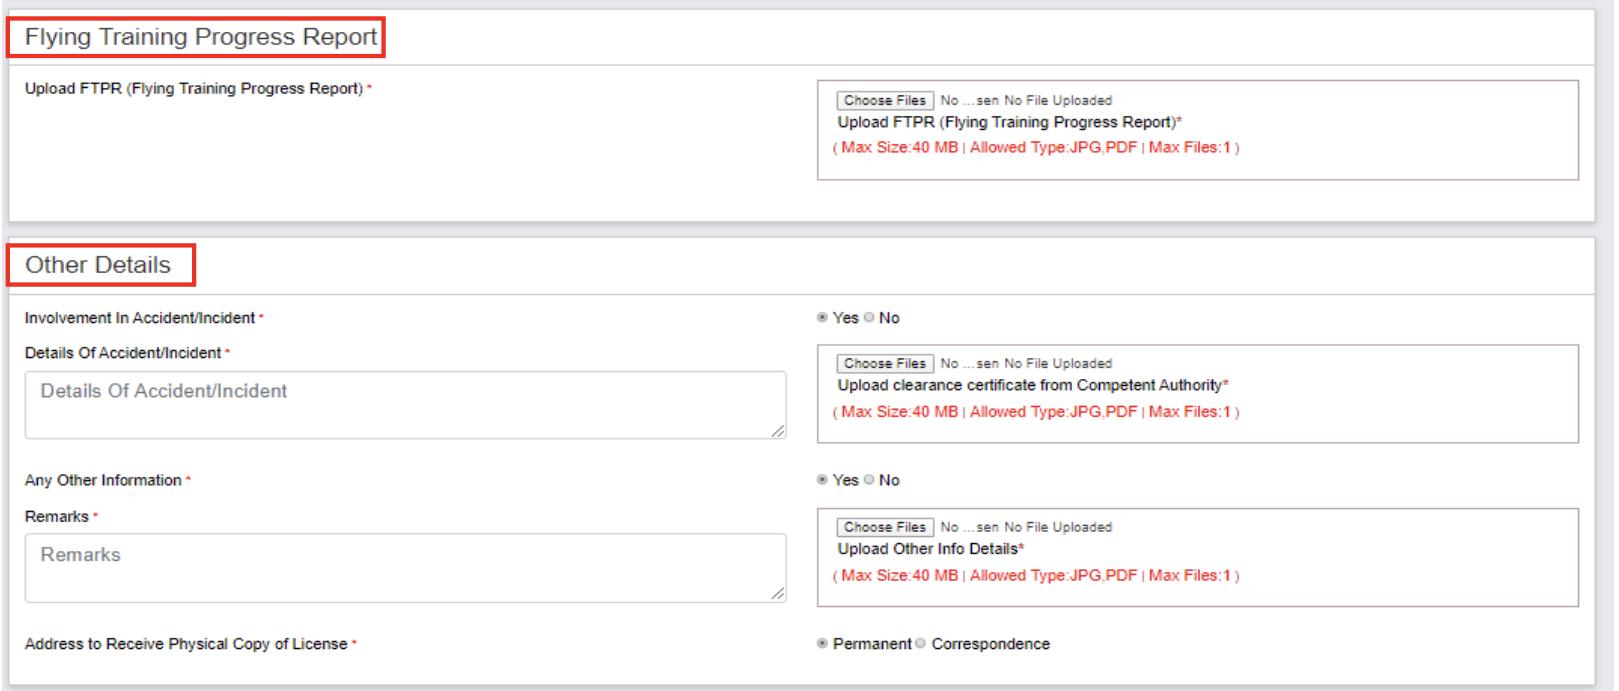 Flying Training Progress Report
Upload FTPR (Flying Training Progress Report) *
Choose Files No ...sen No File Uploaded
Upload FTPR (Flying Training Progress Report)*
( Max Size:40 MB | Allowed Type:JPG,PDF | Max Files:1 )
Other Details
Involvement In Accident/Incident *
Yes No
Details Of Accident/Incident *
Details Of Accident/Incident
Choose Files No ...sen No File Uploaded
Upload clearance certificate from Competent Authority*
( Max Size:40 MB | Allowed Type:JPG,PDF | Max Files:1 )
Any Other Information *
Yes No
Remarks *
Remarks
Choose Files No ...sen No File Uploaded
Upload Other Info Details*
( Max Size:40 MB | Allowed Type:JPG,PDF | Max Files:1 )
Address to Receive Physical Copy of License *
Permanent Correspondence